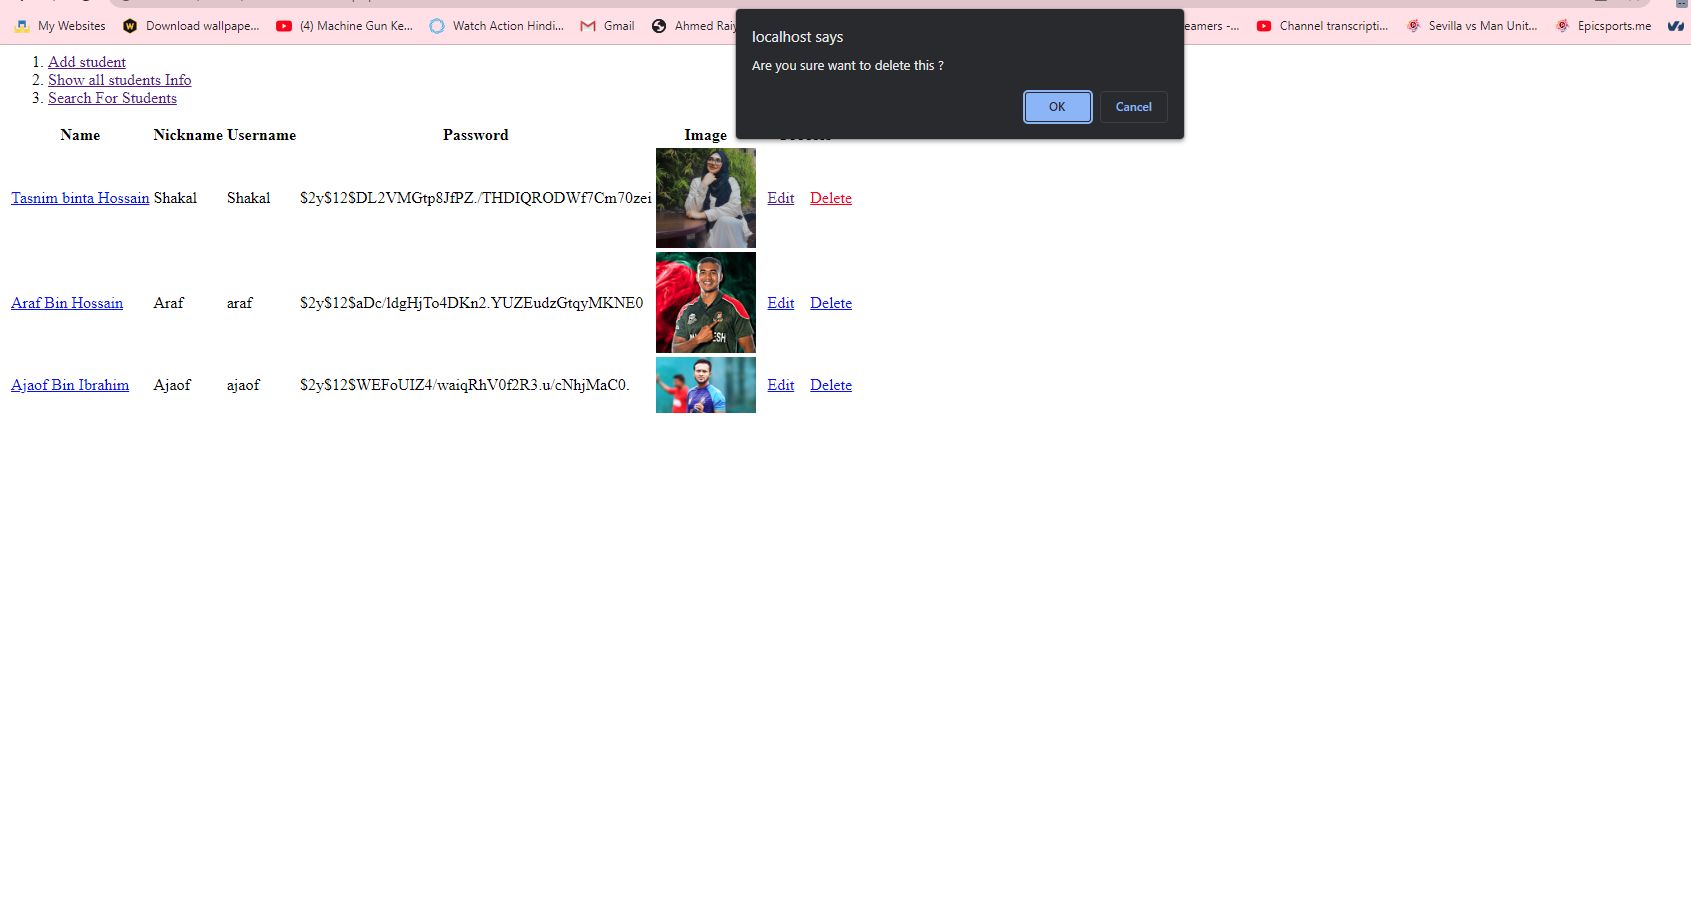 My Websites Download wallpape... (4) Machine Gun Ke... Watch Action Hindi... Gmail Ahmed Raiy eamers -... Channel transcripti... Sevilla vs Man Unit... Epicsports.me
localhost says
Are you sure want to delete this ?
OK Cancel
1. Add student
2. Show all students Info
3. Search For Students
Name Nickname Username Password Image
Tasnim binta Hossain Shakal Shakal $2y$12$DL2VMGtp8JfPZ./THDIQRODWf7Cm70zei Edit Delete
Araf Bin Hossain Araf araf $2y$12$aDc/ldgHjTo4DKn2.YUZEudzGtqyMKNE0 Edit Delete
Ajaof Bin Ibrahim Ajaof ajaof $2y$12$WEFoUIZ4/waiqRhV0f2R3.u/cNhjMaC0. Edit Delete